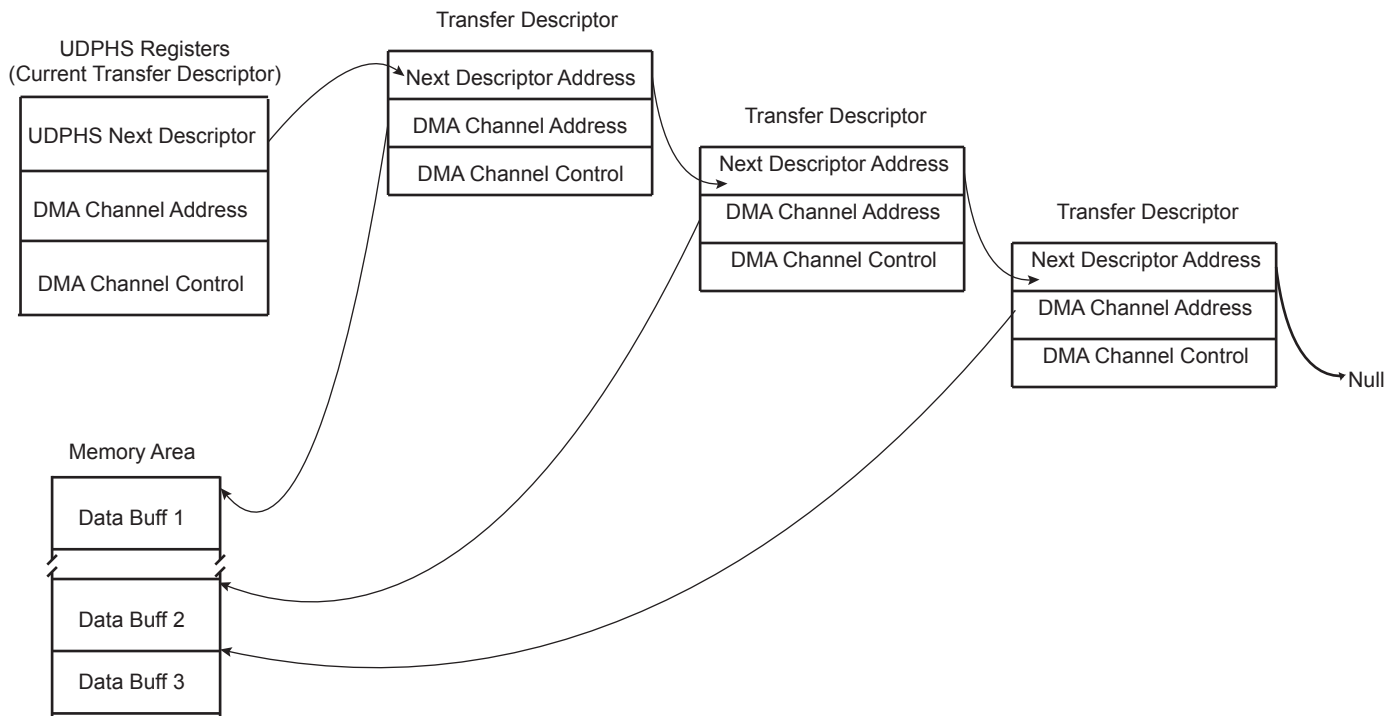 Transfer Descriptor
UDPHS Registers
(Current Transfer Descriptor)
Next Descriptor Address
UDPHS Next Descriptor
DMA Channel Address
Transfer Descriptor
DMA Channel Control
Next Descriptor Address
DMA Channel Address
DMA Channel Address
Transfer Descriptor
DMA Channel Control
Next Descriptor Address
DMA Channel Control
DMA Channel Address
DMA Channel Control
Null
Memory Area
Data Buff 1
Data Buff 2
Data Buff 3